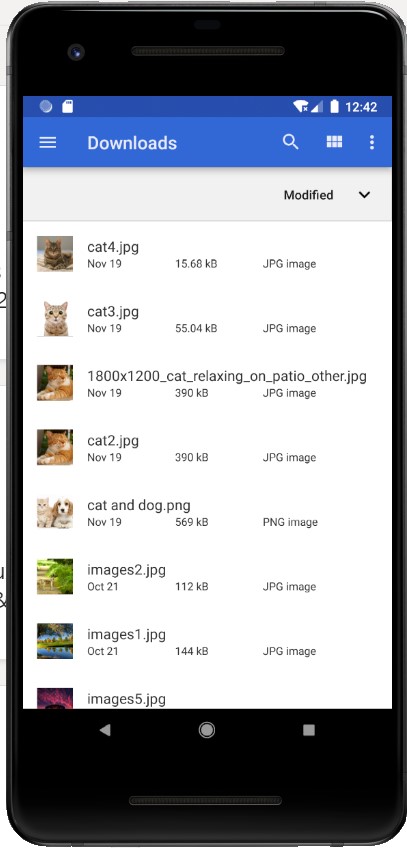 12:42
Downloads
Modified
cat4.jpg
Nov 19 15.68 kB JPG image
cat3.jpg
Nov 19 55.04 kB JPG image
1800x1200_cat_relaxing_on_patio_other.jpg
Nov 19 390 kB JPG image
cat2.jpg
Nov 19 390 kB JPG image
cat and dog.png
Nov 19 569 kB PNG image
images2.jpg
Oct 21 112 kB JPG image
images1.jpg
Oct 21 144 kB JPG image
images5.jpg